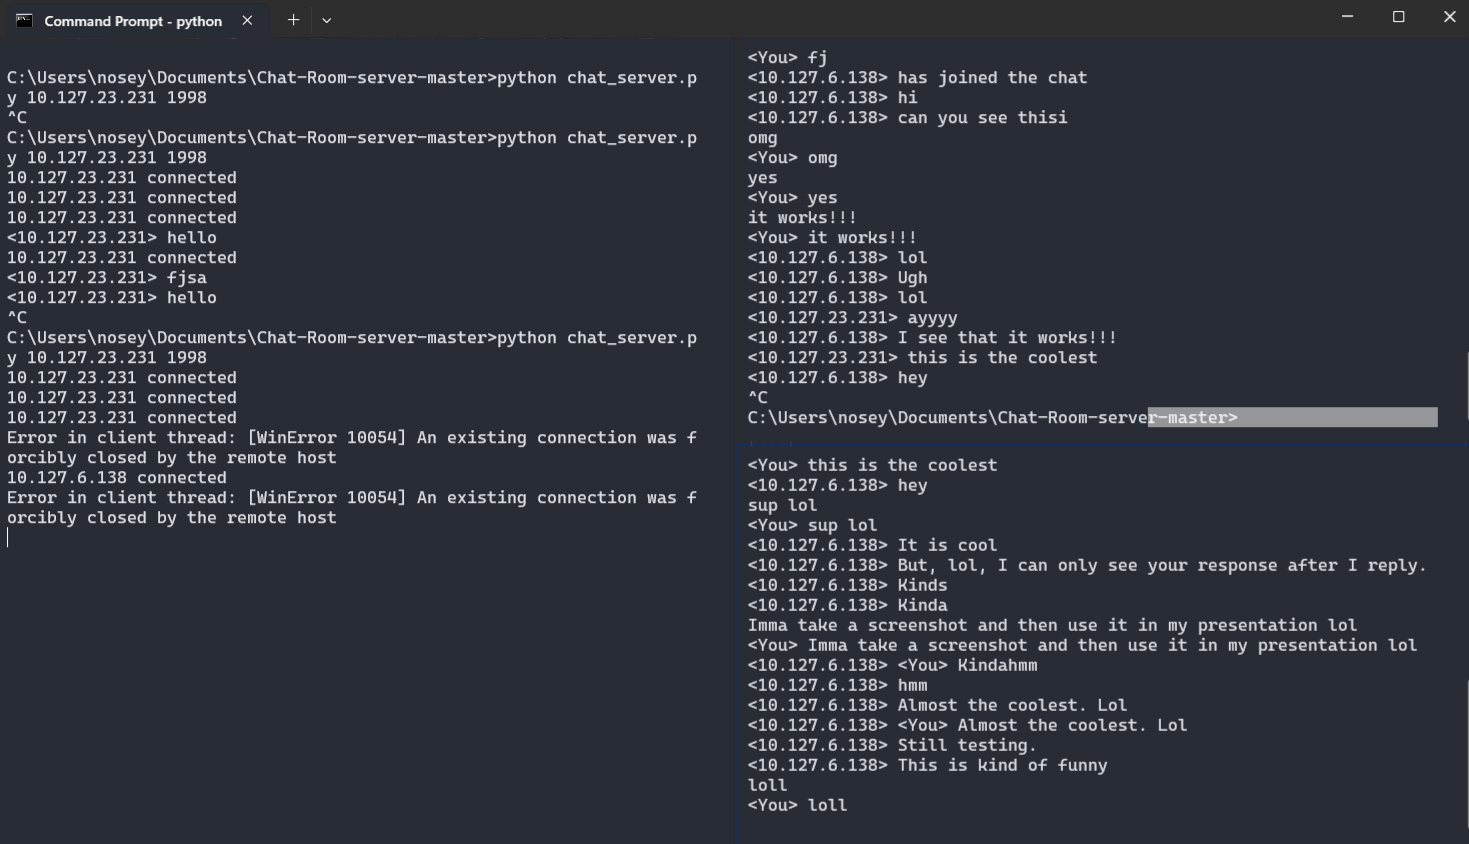 Command Prompt - python
C:\Users\nosey\Documents\Chat-Room-server-master>python chat_server.p
y 10.127.23.231 1998
^C
C:\Users\nosey\Documents\Chat-Room-server-master>python chat_server.p
y 10.127.23.231 1998
10.127.23.231 connected
10.127.23.231 connected
10.127.23.231 connected
<10.127.23.231> hello
10.127.23.231 connected
<10.127.23.231> fjsa
<10.127.23.231> hello
^C
C:\Users\nosey\Documents\Chat-Room-server-master>python chat_server.p
y 10.127.23.231 1998
10.127.23.231 connected
10.127.23.231 connected
10.127.23.231 connected
Error in client thread: [WinError 10054] An existing connection was f
orcibly closed by the remote host
10.127.6.138 connected
Error in client thread: [WinError 10054] An existing connection was f
orcibly closed by the remote host
<You> fj
<10.127.6.138> has joined the chat
<10.127.6.138> hi
<10.127.6.138> can you see thisi
omg
<You> omg
yes
<You> yes
it works!!!
<You> it works!!!
<10.127.6.138> lol
<10.127.6.138> Ugh
<10.127.6.138> lol
<10.127.23.231> ayyyy
<10.127.6.138> I see that it works!!!
<10.127.23.231> this is the coolest
<10.127.6.138> hey
^C
C:\Users\nosey\Documents\Chat-Room-server-master>
<You> this is the coolest
<10.127.6.138> hey
sup lol
<You> sup lol
<10.127.6.138> It is cool
<10.127.6.138> But, lol, I can only see your response after I reply.
<10.127.6.138> Kinds
<10.127.6.138> Kinda
Imma take a screenshot and then use it in my presentation lol
<You> Imma take a screenshot and then use it in my presentation lol
<10.127.6.138> <You> Kindahmm
<10.127.6.138> hmm
<10.127.6.138> Almost the coolest. Lol
<10.127.6.138> <You> Almost the coolest. Lol
<10.127.6.138> Still testing.
<10.127.6.138> This is kind of funny
loll
<You> loll